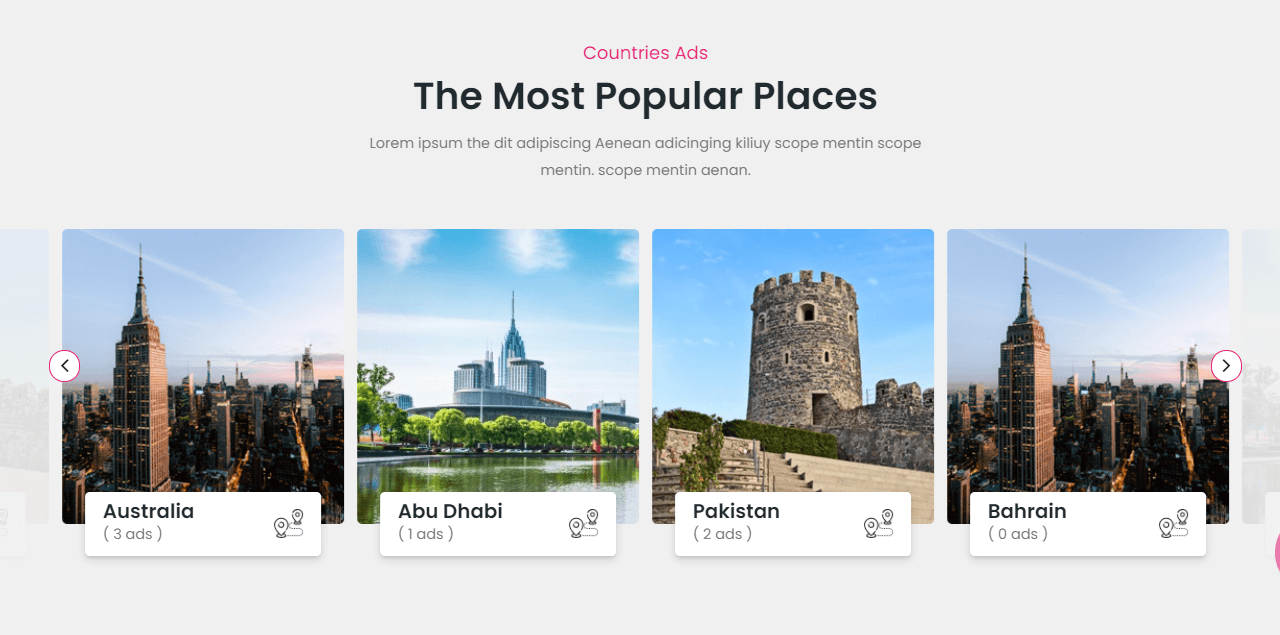 Countries Ads
The Most Popular Places
Lorem ipsum the dit adipiscing Aenean adicinging kiliuy scope mentin scope
mentin. scope mentin aenan.
Australia
( 3 ads )
Abu Dhabi
( 1 ads )
Pakistan
( 2 ads )
Bahrain
( 0 ads )